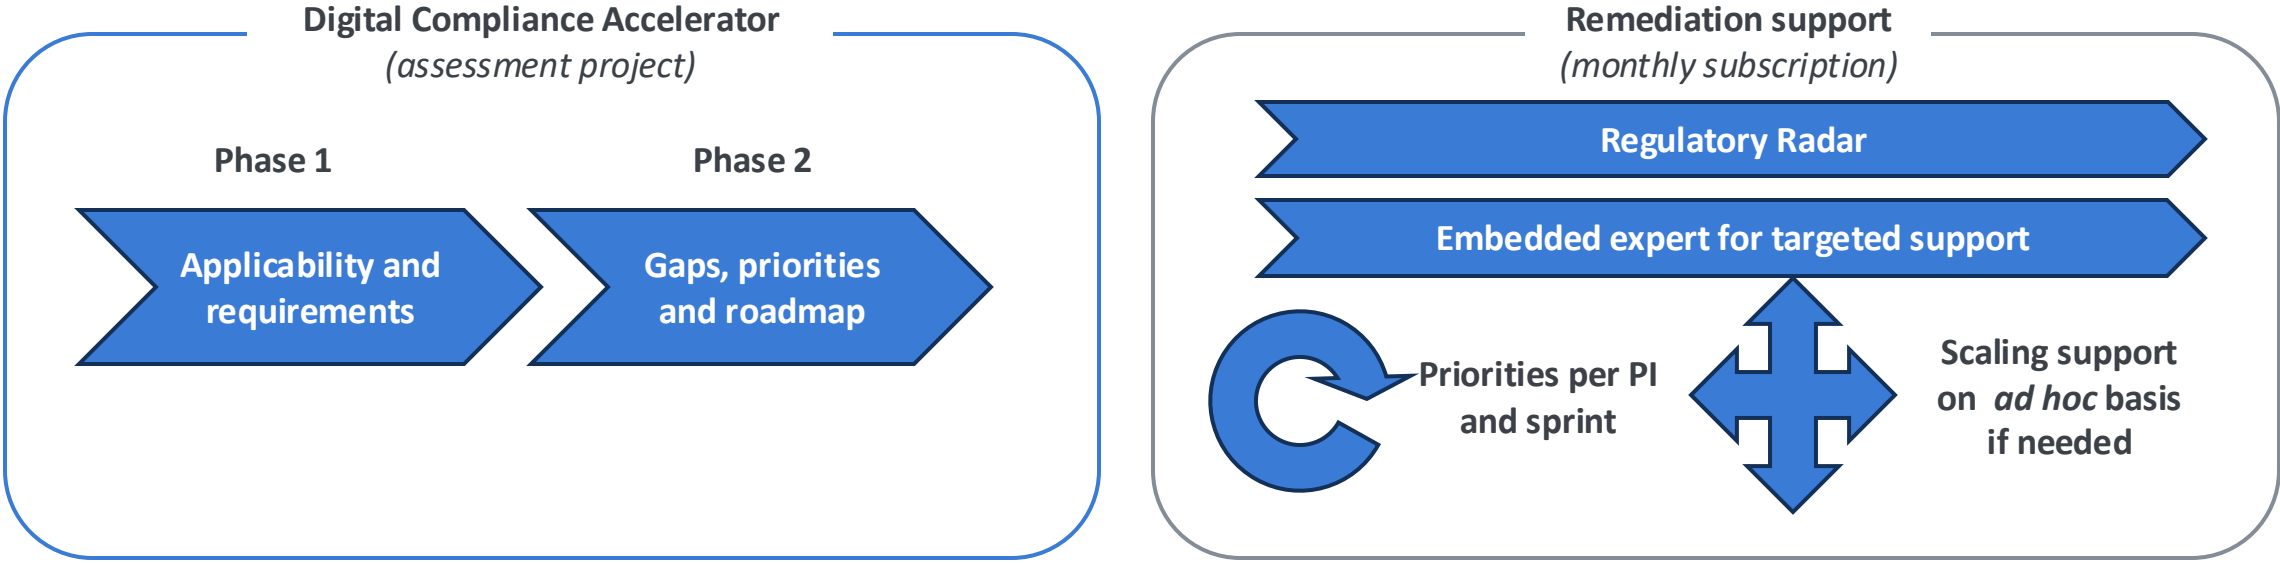 Digital Compliance Accelerator
(assessment project)
Phase 1
Phase 2
Applicability and
requirements
Gaps, priorities
and roadmap
Remediation support
(monthly subscription)
Regulatory Radar
Embedded expert for targeted support
Priorities per PI
and sprint
Scaling support
on ad hoc basis
if needed